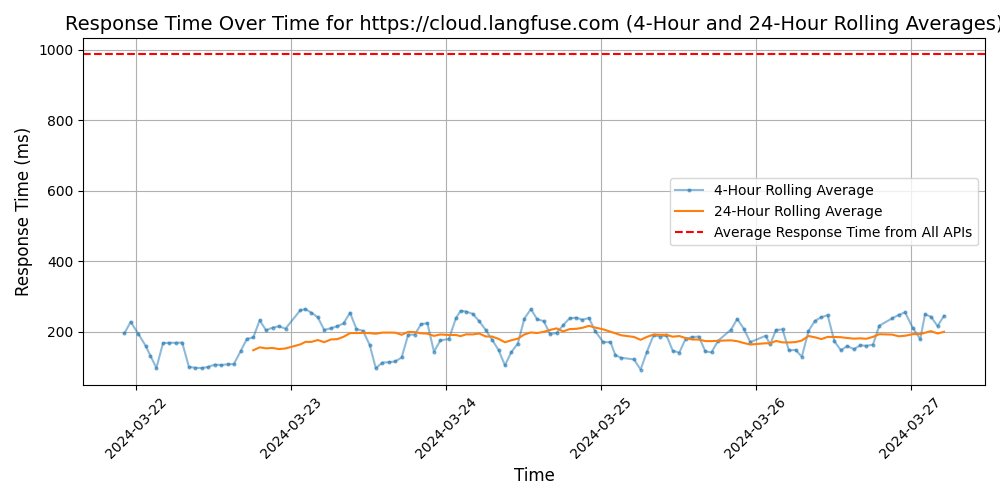 Response Time Over Time for https://cloud.langfuse.com (4-Hour and 24-Hour Rolling Averages)
Response Time (ms)
1000
800
600
400
200
4-Hour Rolling Average
24-Hour Rolling Average
Average Response Time from All APIs
2024-03-22
2024-03-23
2024-03-24
2024-03-25
2024-03-26
2024-03-27
Time